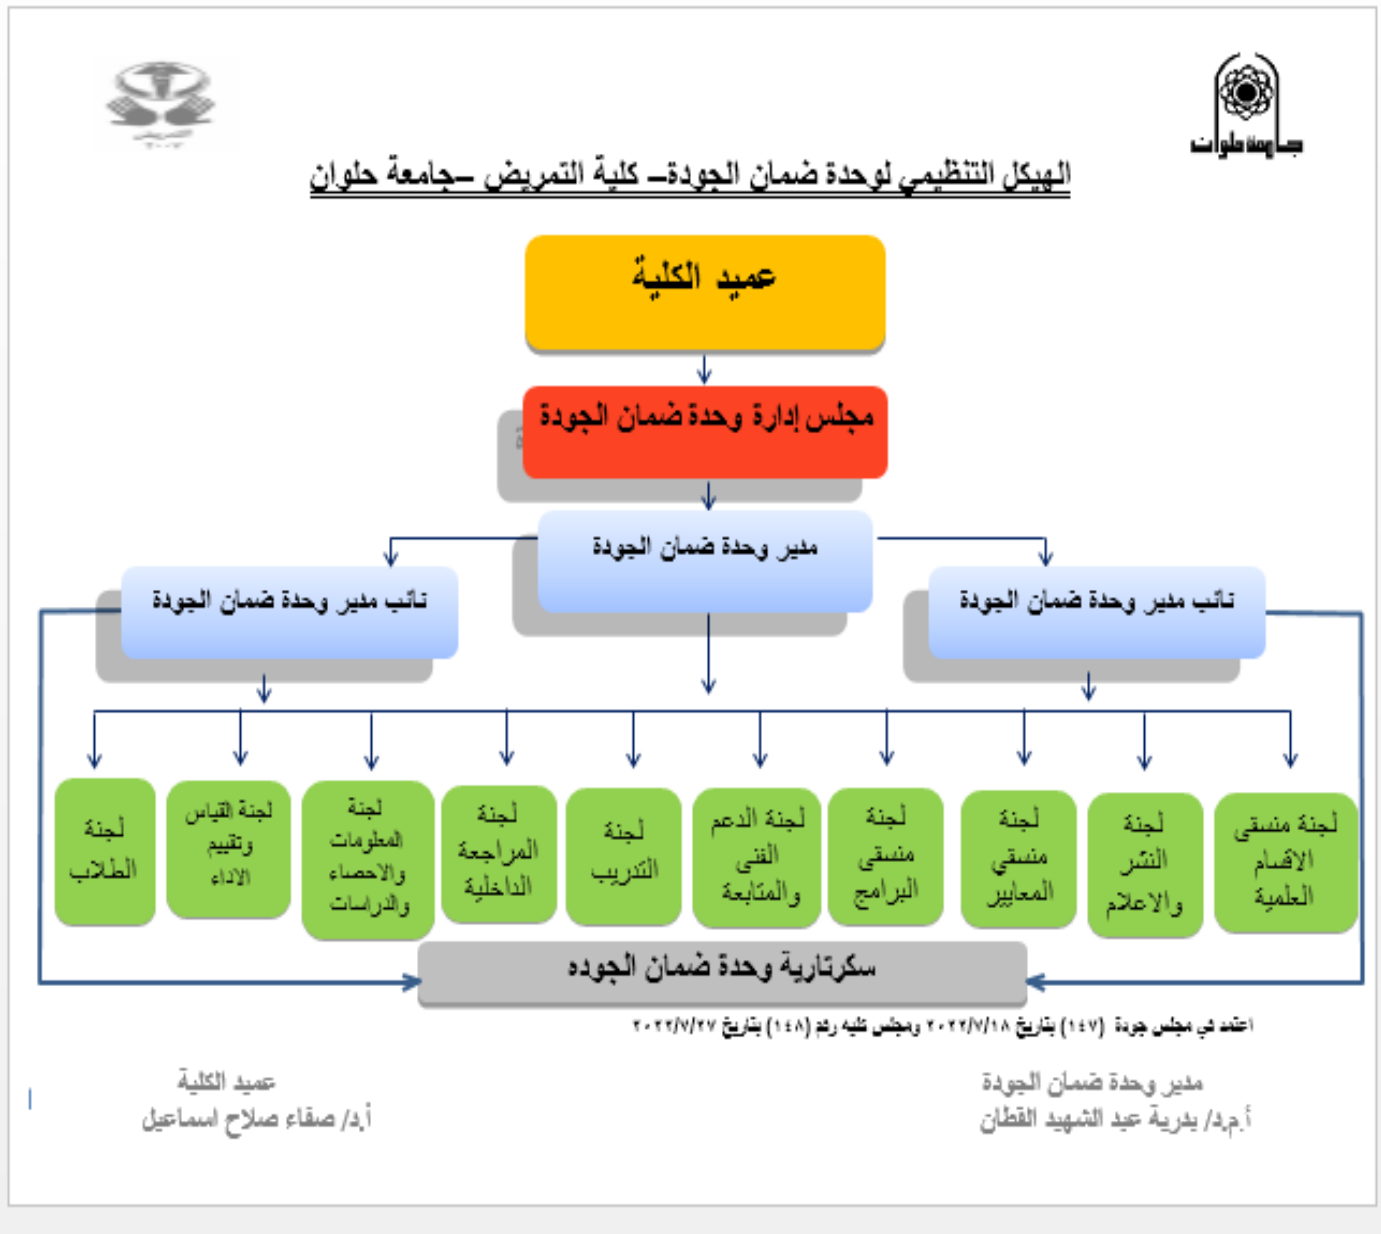 جامعة حلوان
الهيكل التنظيمي لوحدة ضمان الجودة– كلية التمريض –جامعة حلوان
عميد الكلية
مجلس إدارة وحدة ضمان الجودة
مدير وحدة ضمان الجودة
نائب مدير وحدة ضمان الجودة
نائب مدير وحدة ضمان الجودة
لجنة منسقى
الاقسام
العلمية
لجنة
النشر
والاعلام
لجنة
منسقي
المعايير
لجنة
منسقى
البرامج
لجنة الدعم
الفنى
والمتابعة
لجنة
التدريب
لجنة
المراجعة
الداخلية
لجنة
المعلومات
والاحصاء
والدراسات
لجنة القياس
وتقييم
الاداء
لجنة
الطلاب
سكرتارية وحدة ضمان الجوده
اعتمد في مجلس جودة (١٤٧) بتاريخ ٢٠٢٢/٧/١٨ ومجلس كليه رقم (١٤٨) بتاريخ ٢٠٢٢/٧/٢٧
مدير وحدة ضمان الجودة
أ.م.د/ بدرية عبد الشهيد القطان
عميد الكلية
أ.د/ صفاء صلاح اسماعيل